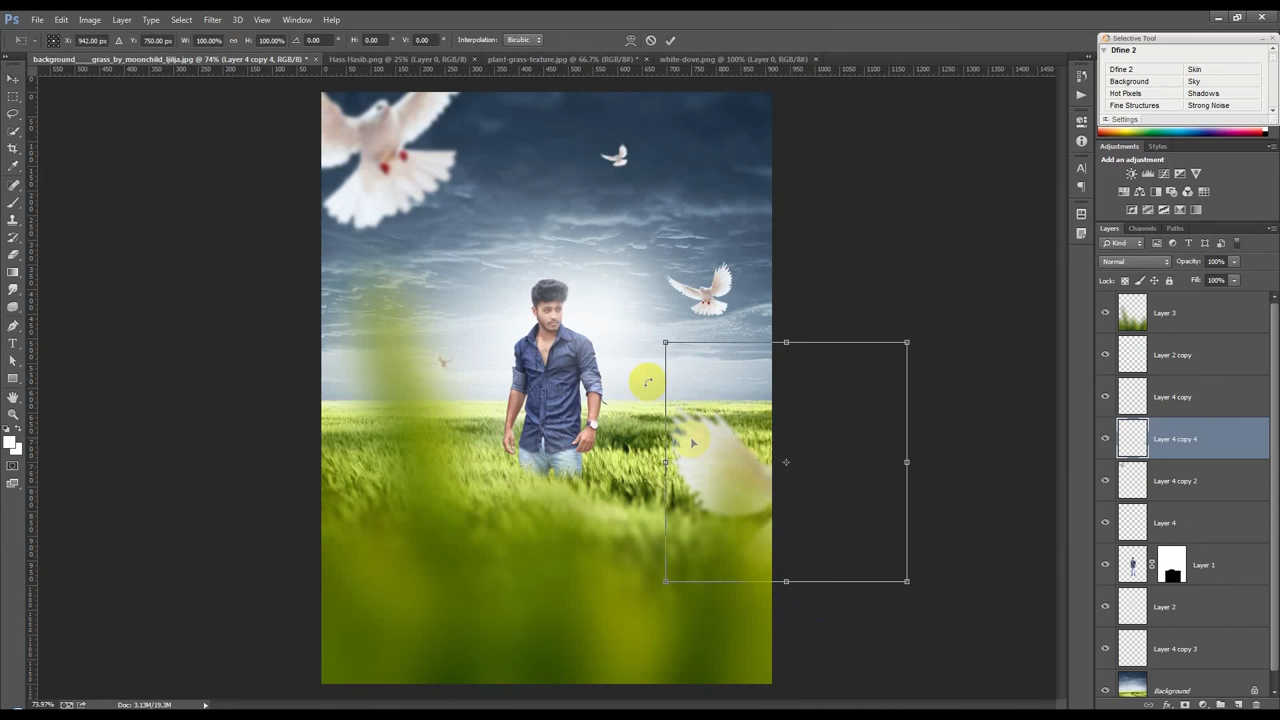 Ps File Edit Image Layer Type Select Filter 3D View Window Help
X: 942.00 px Y: 750.00 px W: 100.00% H: 100.00% 0.00 ° H: 0.00 ° V: 0.00 ° Interpolation: Bicubic
Selective Tool
Dfine 2
Dfine 2 Skin
Background Sky
Hot Pixels Shadows
Fine Structures Strong Noise
Settings
background____grass_by_moonchild_ljilja.jpg @ 74% (Layer 4 copy 4, RGB/8) * × Hass Hasib.png @ 25% (Layer 0, RGB/8) × plant-grass-texture.jpg @ 66.7% (RGB/8#) * × white-dove.png @ 100% (Layer 0, RGB/8) ×
Adjustments Styles
Add an adjustment
Layers Channels Paths
Kind
Normal Opacity: 100%
Lock: Fill: 100%
Layer 3
Layer 2 copy
Layer 4 copy
Layer 4 copy 4
Layer 4 copy 2
Layer 4
Layer 1
Layer 2
Layer 4 copy 3
Background
73.97% Doc: 3.13M/19.3M